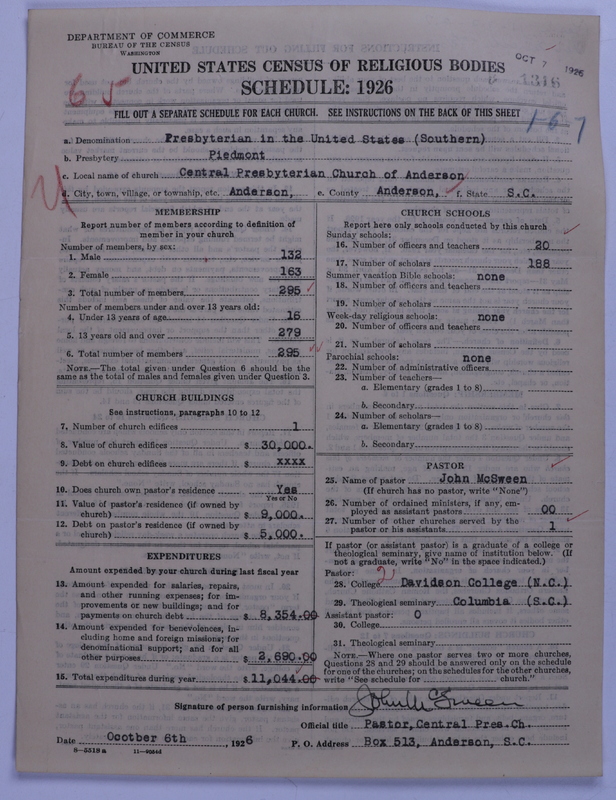 DEPARTMENT OF COMMERCE
BUREAU OF THE CENSUS
WASHINGTON
OCT 7 1926
1316
65
UNITED STATES CENSUS OF RELIGIOUS BODIES
SCHEDULE: 1926
FILL OUT A SEPARATE SCHEDULE FOR EACH CHURCH. SEE INSTRUCTIONS ON THE BACK OF THIS SHEET
167
a. Denomination Presbyterian in the United States (Southern)
b. Presbytery Piedmont
c. Local name of church Central Presbyterian Church of Anderson
d. City, town, village, or township, etc. Anderson, e. County Anderson, f. State S.C.
MEMBERSHIP
Report number of members according to definition of member in your church
Number of members, by sex:
1. Male 132
2. Female 163
3. Total number of members 295
Number of members under and over 13 years old:
4. Under 13 years of age 16
5. 13 years old and over 279
6. Total number of members 295
NOTE.—The total given under Question 6 should be
same as the total of males and females given under Question 3.
CHURCH BUILDINGS
See instructions, paragraphs 10 to 12
7. Number of church edifices 1
8. Value of church edifices $ 30,000.
9. Debt on church edifices $ xxxx
10. Does church own pastor's residence Yes
Yes or No
11. Value of pastor's residence (if owned by
church) $ 9,000.
12. Debt on pastor's residence (if owned by
church) $ 5,000.
EXPENDITURES
Amount expended by your church during last fiscal year
13. Amount expended for salaries, repairs,
and other running expenses; for im-
provements or new buildings; and for
payments on church debt $ 8,354.00
14. Amount expended for benevolences, in-
cluding home and foreign missions; for
denominational support; and for all
other purposes $ 2,690.00
15. Total expenditures during year $ 11,044.00
CHURCH SCHOOLS
Report here only schools conducted by this church
Sunday schools:
16. Number of officers and teachers 20
17. Number of scholars 188
Summer vacation Bible schools: none
18. Number of officers and teachers
19. Number of scholars
Week-day religious schools: none
20. Number of officers and teachers
21. Number of scholars
Parochial schools: none
22. Number of administrative officers
23. Number of teachers—
a. Elementary (grades 1 to 8)
b. Secondary
24. Number of scholars—
a. Elementary (grades 1 to 8)
b. Secondary
PASTOR
25. Name of pastor John McSween
(If church has no pastor, write "None")
26. Number of ordained ministers, if any, em-
ployed as assistant pastors 00
27. Number of other churches served by the
pastor or his assistants 1
If pastor (or assistant pastor) is a graduate of a college or
theological seminary, give name of institution below. (If
not a graduate, write "No" in the space indicated.)
Pastor:
28. College Davidson College (N.C.)
29. Theological seminary Columbia (S.C.)
Assistant pastor: 0
30. College
31. Theological seminary
NOTE.—Where one pastor serves two or more churches,
Questions 28 and 29 should be answered only on the schedule
for one of the churches; on the schedules for the other churches,
write "See schedule for church."
Signature of person furnishing information John McSween
Official title Pastor,Central Pres.Ch.
Date Ocotber 6th, 1926 P. O. Address Box 513, Anderson, S.C.
8—5318a 11—9034d